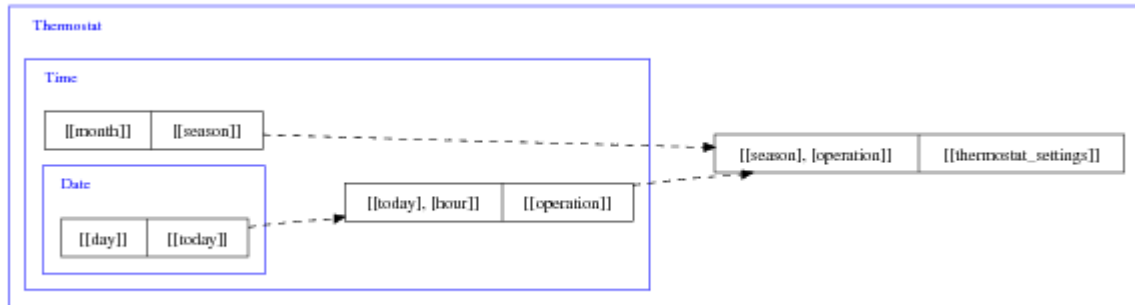 Thermostat
Time
[[month]] [[season]]
[[season], [operation]] [[thermostat_settings]]
Date
[[today], [hour]] [[operation]]
[[day]] [[today]]